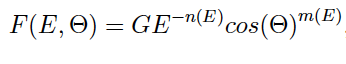 F(E, Θ) = GE^{−n(E)}cos(Θ)^{m(E)}